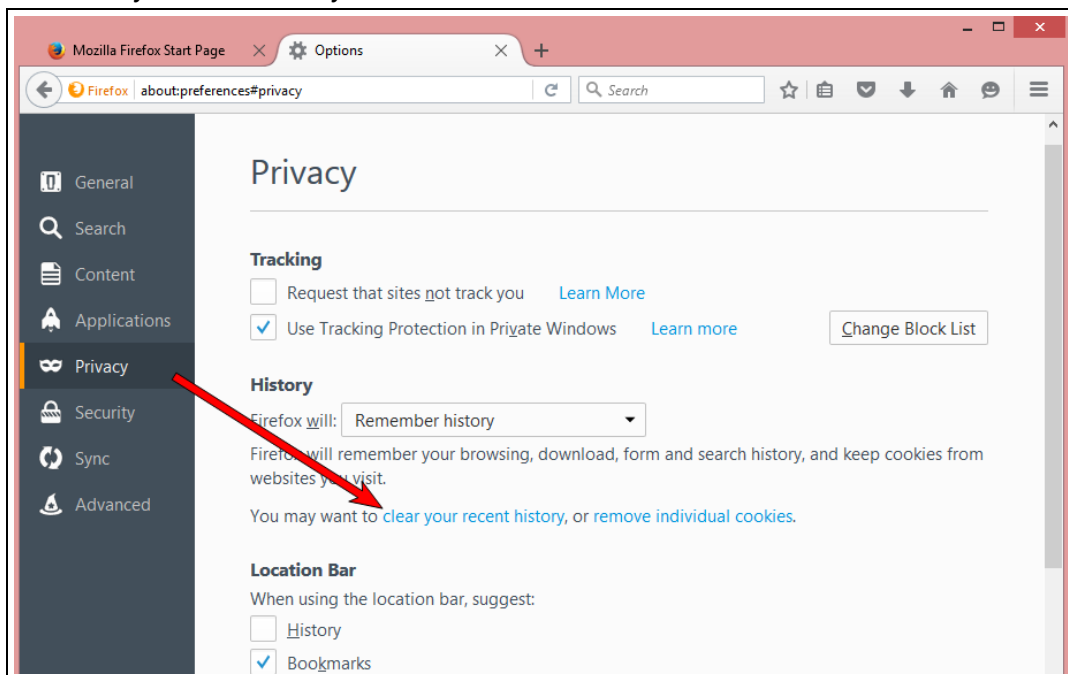 Mozilla Firefox Start Page
Options
Firefox about:preferences#privacy
Search
General
Search
Content
Applications
Privacy
Security
Sync
Advanced
Privacy
Tracking
Request that sites not track you Learn More
Use Tracking Protection in Private Windows Learn more Change Block List
History
Firefox will: Remember history
Firefox will remember your browsing, download, form and search history, and keep cookies from
websites you visit.
You may want to clear your recent history, or remove individual cookies.
Location Bar
When using the location bar, suggest:
History
Bookmarks